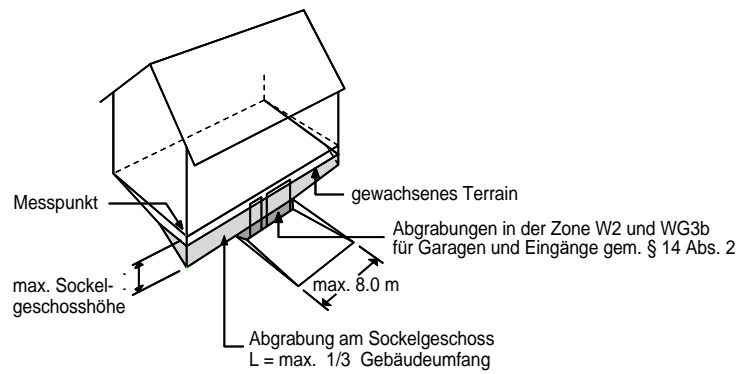 Messpunkt
gewachsenes Terrain
Abgrabungen in der Zone W2 und WG3b
für Garagen und Eingänge gem. § 14 Abs. 2
max. Sockel-
geschosshöhe
max. 8.0 m
Abgrabung am Sockelgeschoss
L = max. 1/3 Gebäudeumfang